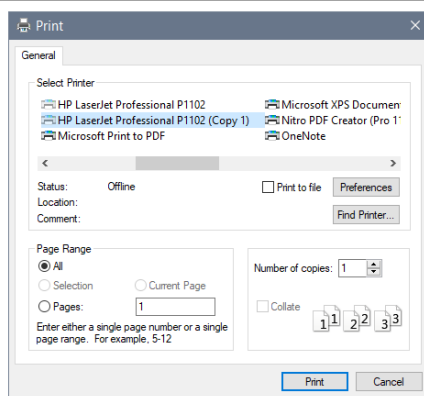 Print
General
Select Printer
HP LaserJet Professional P1102
HP LaserJet Professional P1102 (Copy 1)
Microsoft Print to PDF
Microsoft XPS Documen
Nitro PDF Creator (Pro 1
OneNote
Status: Offline
Location:
Comment:
Print to file
Preferences
Find Printer...
Page Range
All
Selection
Current Page
Pages: 1
Enter either a single page number or a single
page range. For example, 5-12
Number of copies: 1
Collate
1 1 2 2 3 3
Print
Cancel